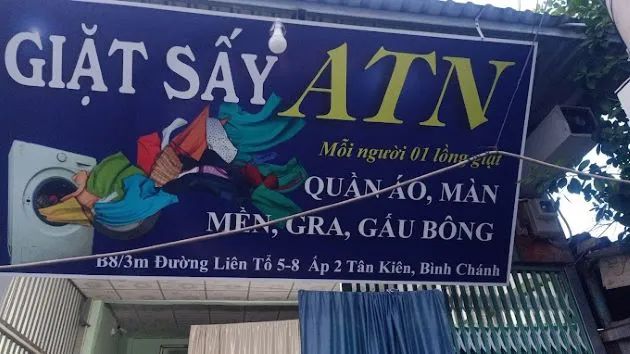 GIẶT SẤY ATN
Mỗi người 01 lồng giặt
QUẦN ÁO, MÀN
MỀN, GRA, GẤU BÔNG
B8/3m Đường Liên Tổ 5-8 Ấp 2 Tân Kiên, Bình Chánh